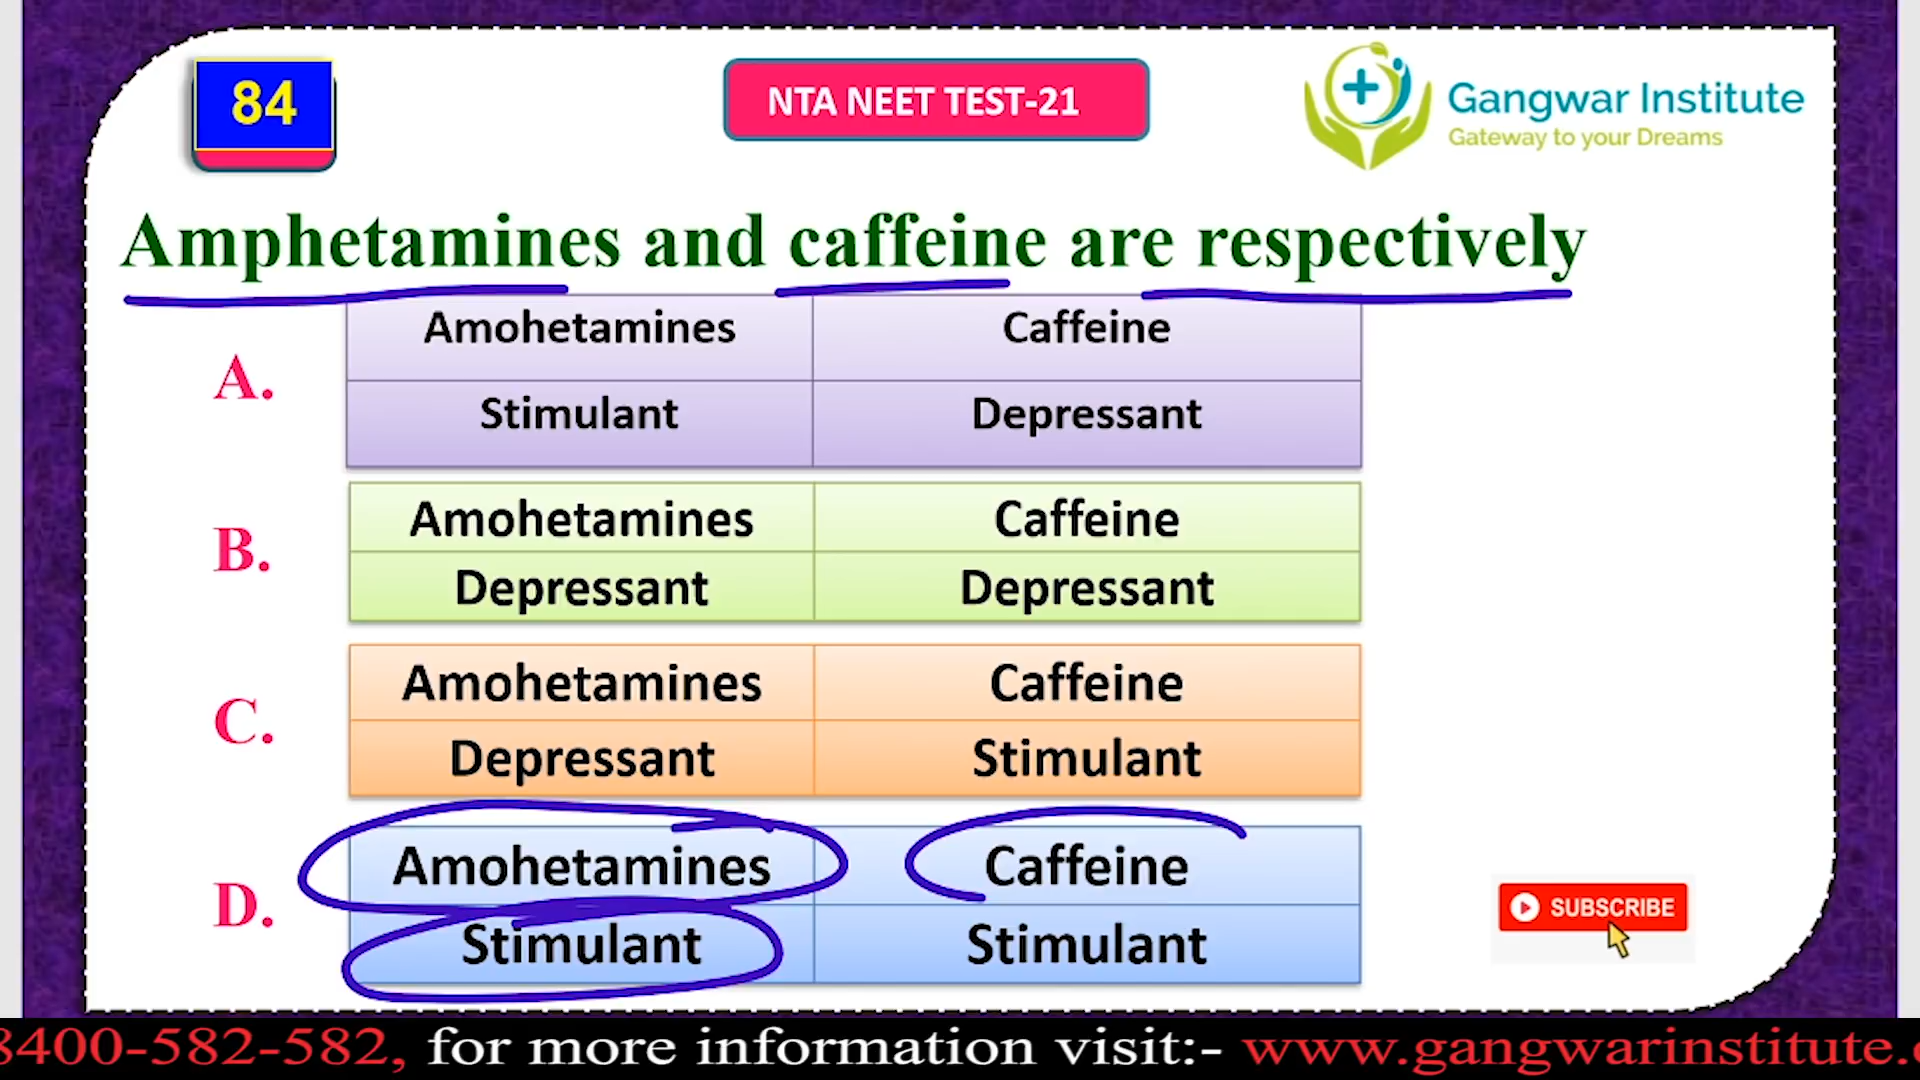 84
NTA NEET TEST-21
Gangwar Institute
Gateway to your Dreams
Amphetamines and caffeine are respectively
A.
Amohetamines Caffeine
Stimulant Depressant
B.
Amohetamines Caffeine
Depressant Depressant
C.
Amohetamines Caffeine
Depressant Stimulant
D.
Amohetamines Caffeine
Stimulant Stimulant
SUBSCRIBE
8400-582-582, for more information visit:- www.gangwarinstitute.